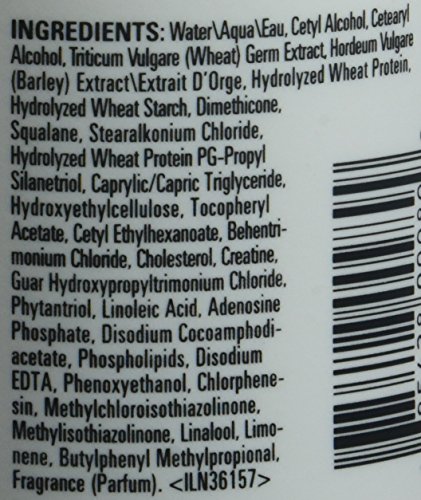 INGREDIENTS: Water\Aqua\Eau, Cetyl Alcohol, Cetearyl
Alcohol, Triticum Vulgare (Wheat) Germ Extract, Hordeum Vulgare
(Barley) Extract\Extrait D'Orge, Hydrolyzed Wheat Protein,
Hydrolyzed Wheat Starch, Dimethicone,
Squalane, Stearalkonium Chloride,
Hydrolyzed Wheat Protein PG-Propyl
Silanetriol, Caprylic/Capric Triglyceride,
Hydroxyethylcellulose, Tocopheryl
Acetate, Cetyl Ethylhexanoate, Behentri-
monium Chloride, Cholesterol, Creatine,
Guar Hydroxypropyltrimonium Chloride,
Phytantriol, Linoleic Acid, Adenosine
Phosphate, Disodium Cocoamphodi-
acetate, Phospholipids, Disodium
EDTA, Phenoxyethanol, Chlorphene-
sin, Methylchloroisothiazolinone,
Methylisothiazolinone, Linalool, Limo-
nene, Butylphenyl Methylpropional,
Fragrance (Parfum). <ILN36157>